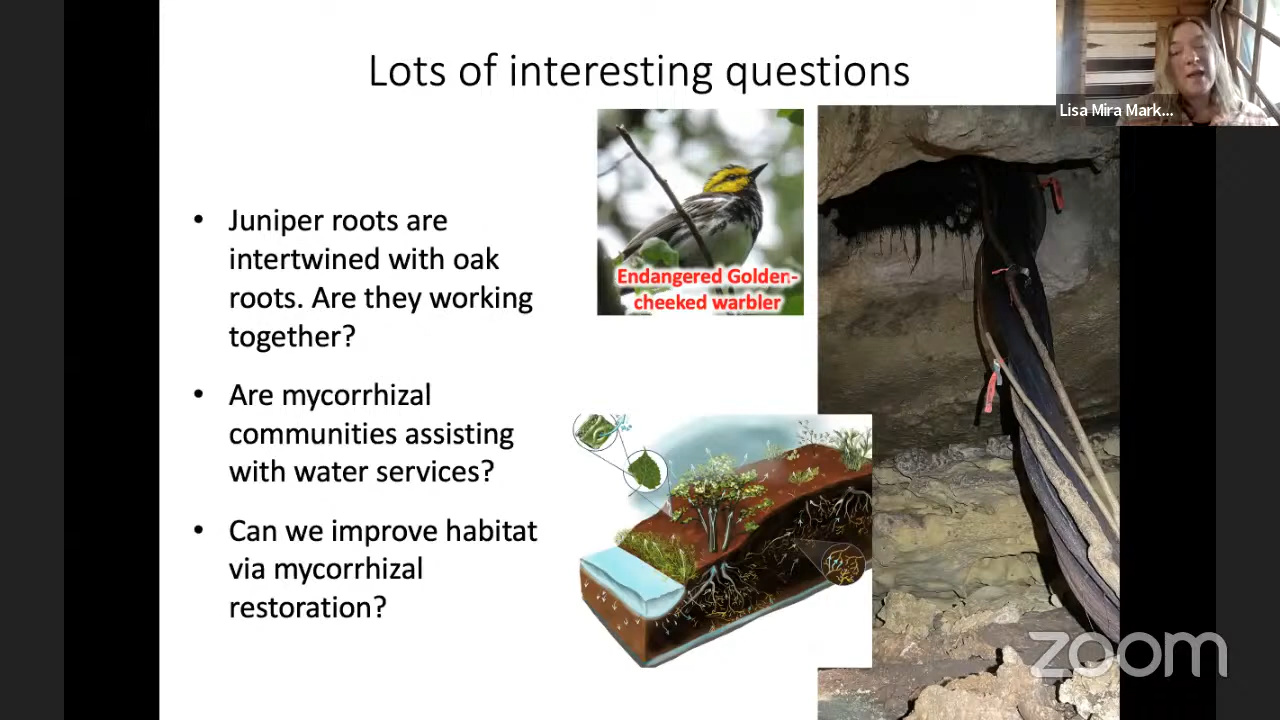 Lots of interesting questions
Lisa Mira Mark...
• Juniper roots are
intertwined with oak
roots. Are they working
together?
• Are mycorrhizal
communities assisting
with water services?
• Can we improve habitat
via mycorrhizal
restoration?
Endangered Golden-
cheeked warbler
zoom